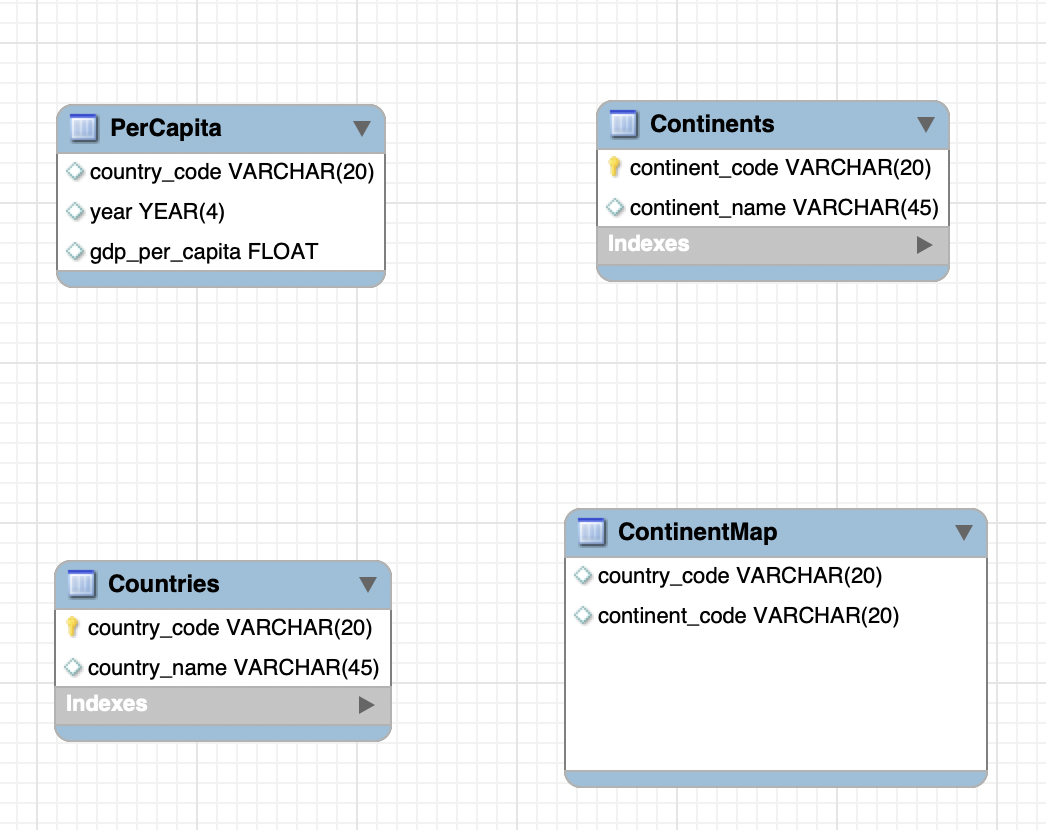 PerCapita
country_code VARCHAR(20)
year YEAR(4)
gdp_per_capita FLOAT
Continents
continent_code VARCHAR(20)
continent_name VARCHAR(45)
Indexes
Countries
country_code VARCHAR(20)
country_name VARCHAR(45)
Indexes
ContinentMap
country_code VARCHAR(20)
continent_code VARCHAR(20)